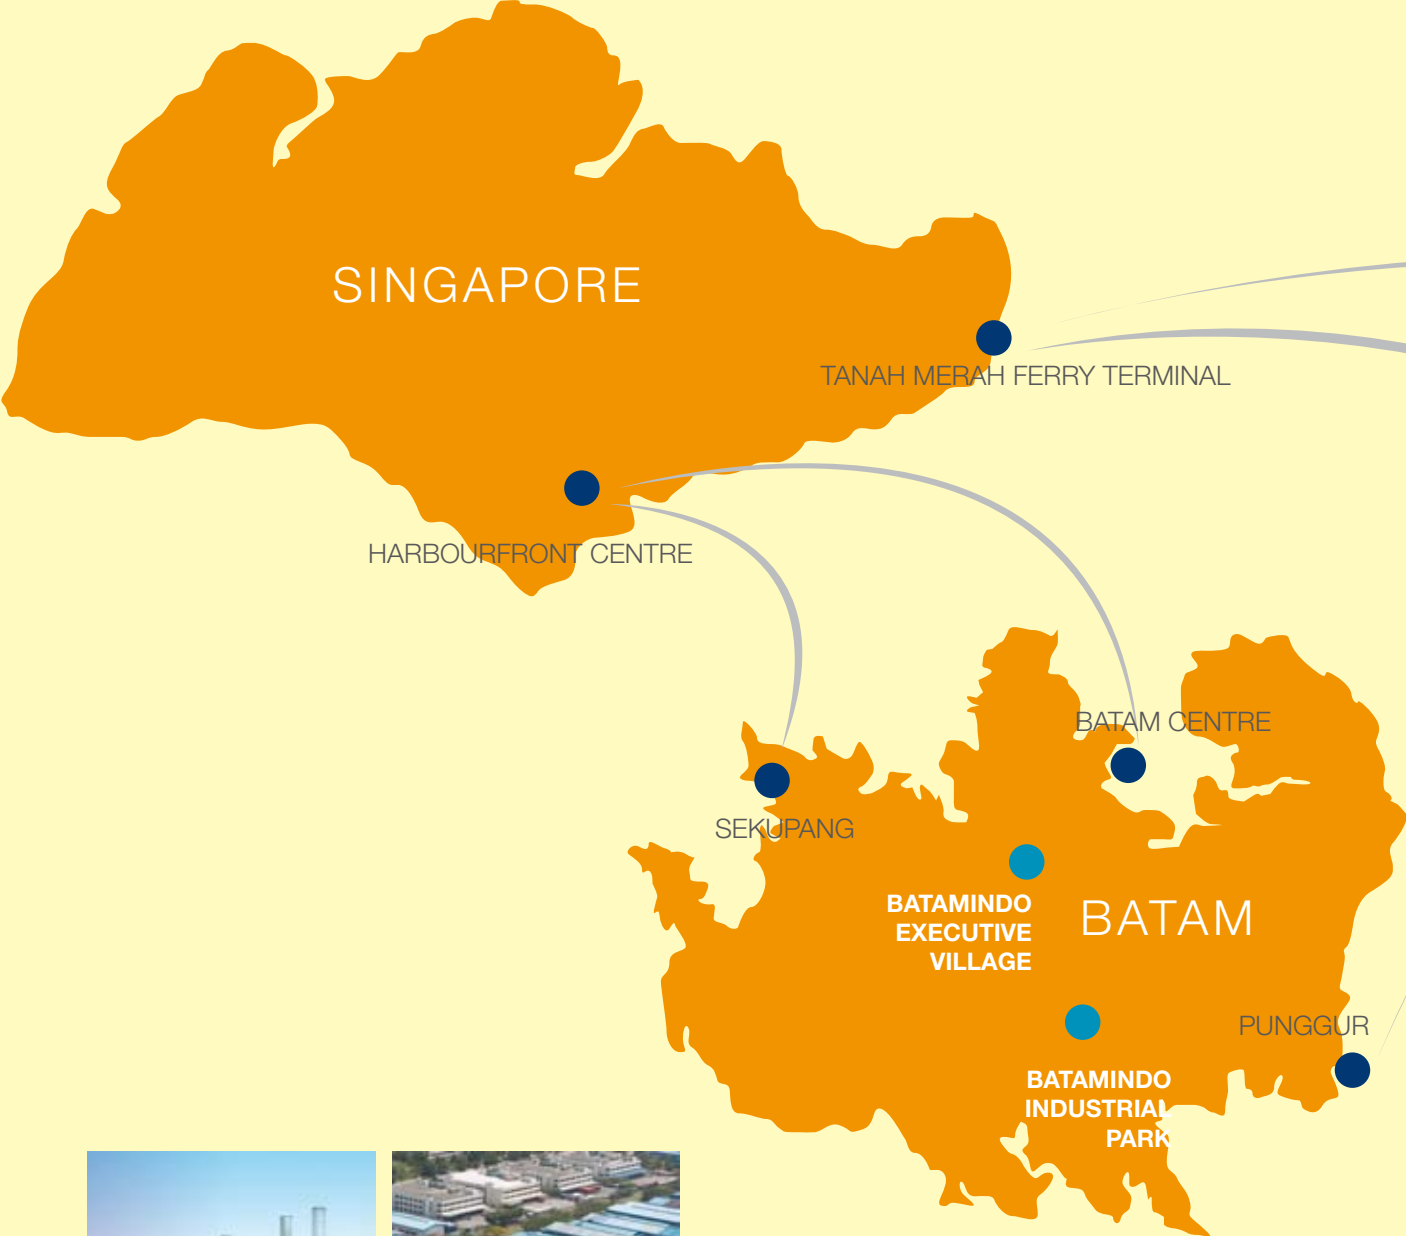 SINGAPORE
TANAH MERAH FERRY TERMINAL
HARBOURFRONT CENTRE
BATAM CENTRE
SEKUPANG
BATAMINDO
EXECUTIVE
VILLAGE
BATAM
PUNGGUR
BATAMINDO
INDUSTRIAL
PARK